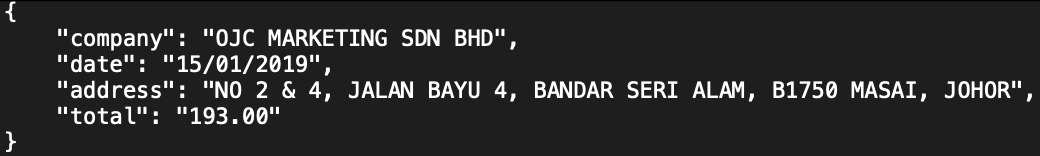 {
    "company": "OJC MARKETING SDN BHD",
    "date": "15/01/2019",
    "address": "NO 2 & 4, JALAN BAYU 4, BANDAR SERI ALAM, B1750 MASAI, JOHOR",
    "total": "193.00"
}